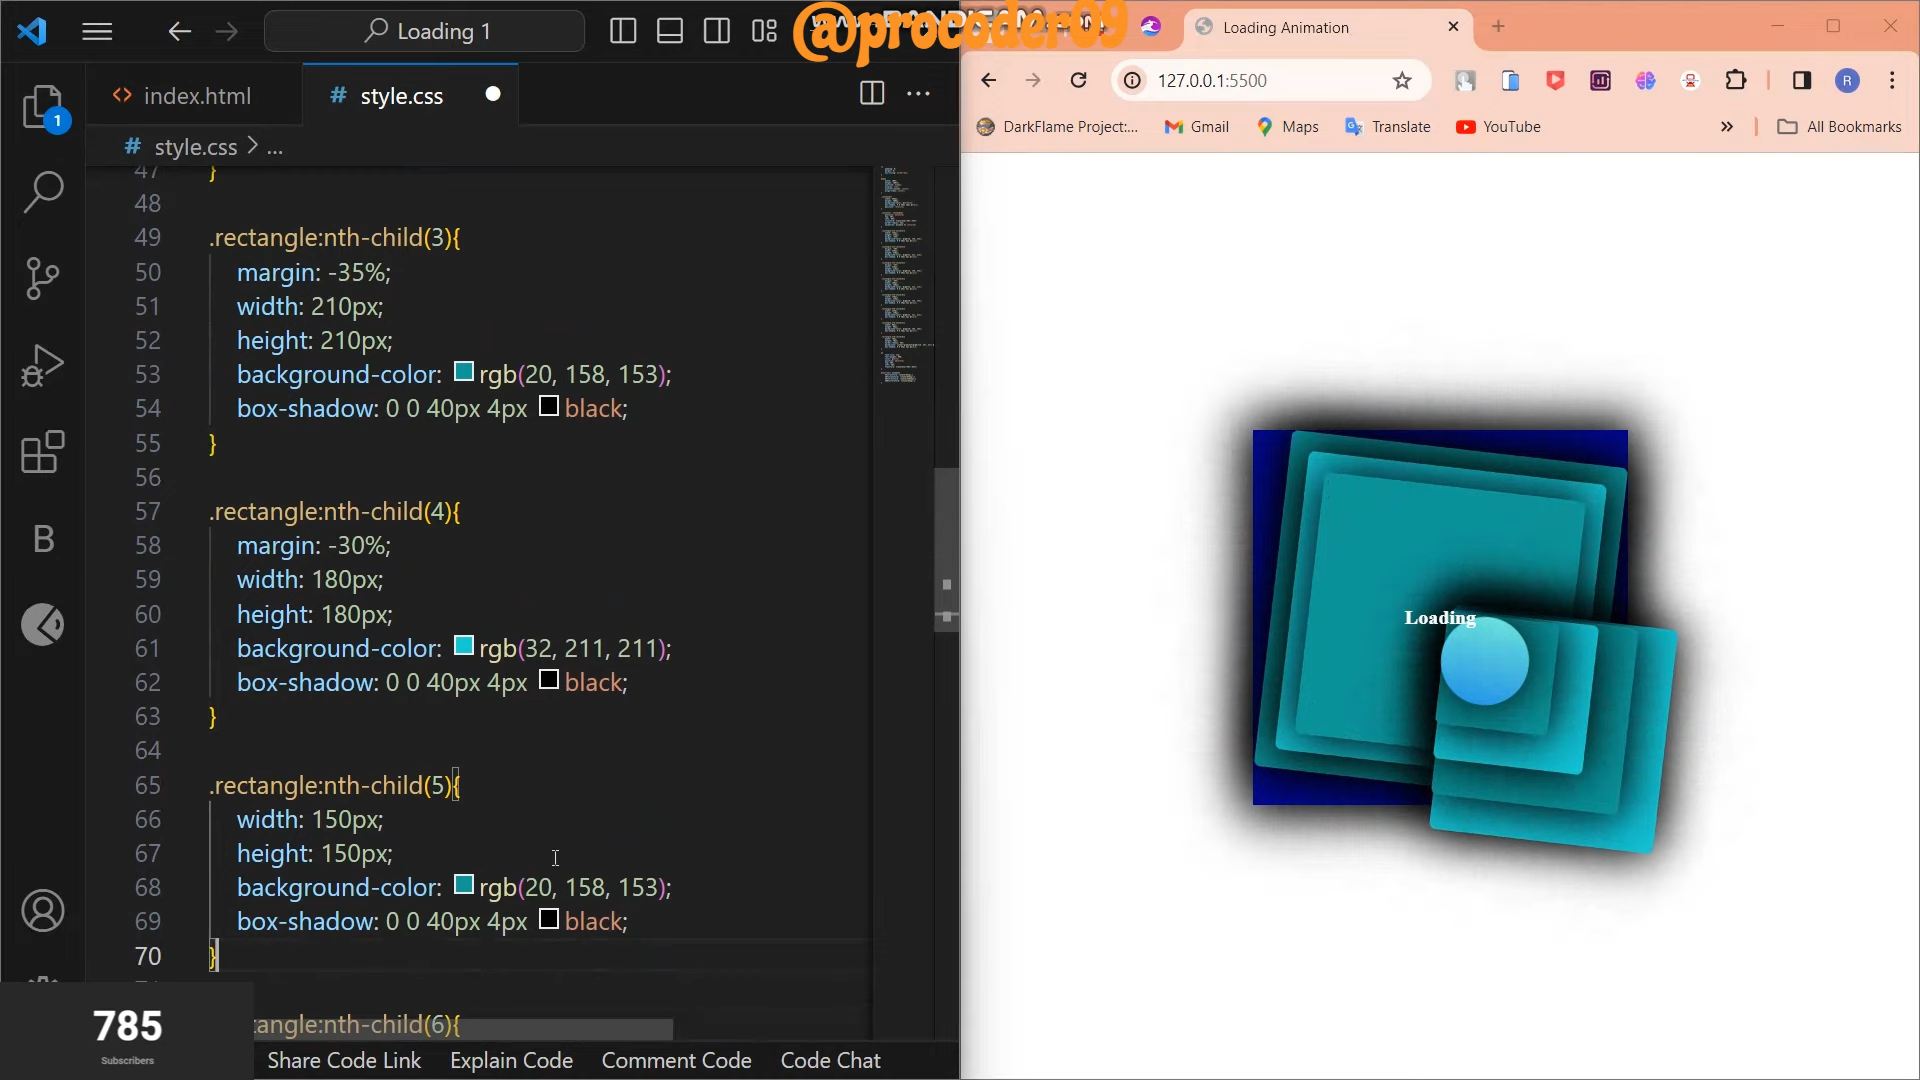 Loading 1
@procoder09
Loading Animation
index.html
# style.css
127.0.0.1:5500
R
DarkFlame Project:...
Gmail
Maps
Translate
YouTube
All Bookmarks
# style.css > ...
1
47 }
48
49 .rectangle:nth-child(3){
50 margin: -35%;
51 width: 210px;
52 height: 210px;
53 background-color: rgb(20, 158, 153);
54 box-shadow: 0 0 40px 4px black;
55 }
56
57 .rectangle:nth-child(4){
58 margin: -30%;
59 width: 180px;
60 height: 180px;
61 background-color: rgb(32, 211, 211);
62 box-shadow: 0 0 40px 4px black;
63 }
64
65 .rectangle:nth-child(5){
66 width: 150px;
67 height: 150px;
68 background-color: rgb(20, 158, 153);
69 box-shadow: 0 0 40px 4px black;
70 }
tangle:nth-child(6){
B
785
Subscribers
Share Code Link
Explain Code
Comment Code
Code Chat
Loading